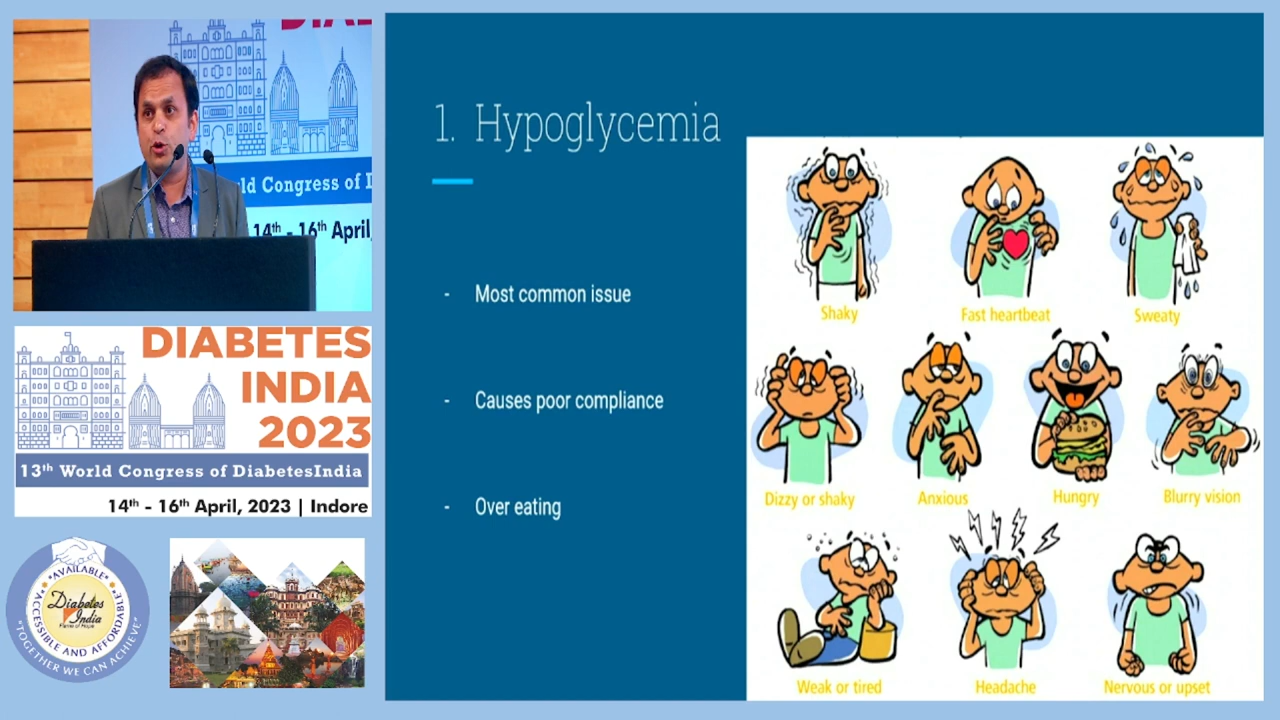 ld Congress of D
14th - 16th April,
DIABETES
INDIA
2023
13th World Congress of DiabetesIndia
14th - 16th April, 2023 | Indore
"AVAILABLE"
"ACCESSIBLE AND AFFORDABLE"
Diabetes
India
"TOGETHER WE CAN ACHIEVE"
1. Hypoglycemia
- Most common issue
- Causes poor compliance
- Over eating
Shaky
Fast heartbeat
Sweaty
Dizzy or shaky
Anxious
Hungry
Blurry vision
Weak or tired
Headache
Nervous or upset